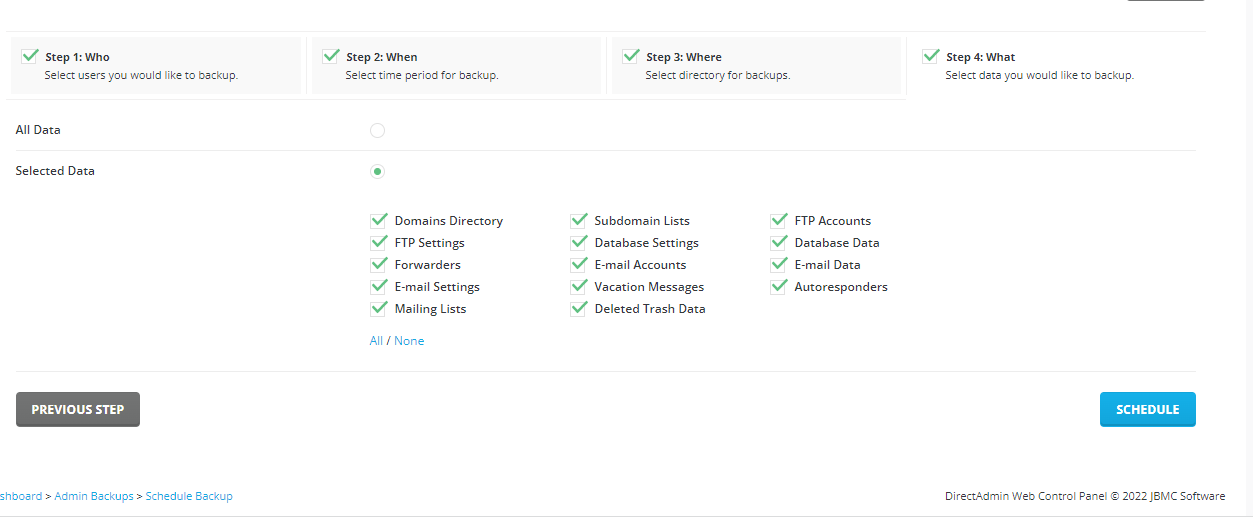 Step 1: Who
Select users you would like to backup.
Step 2: When
Select time period for backup.
Step 3: Where
Select directory for backups.
Step 4: What
Select data you would like to backup.
All Data
Selected Data
Domains Directory
Subdomain Lists
FTP Accounts
FTP Settings
Database Settings
Database Data
Forwarders
E-mail Accounts
E-mail Data
E-mail Settings
Vacation Messages
Autoresponders
Mailing Lists
Deleted Trash Data
All / None
PREVIOUS STEP
SCHEDULE
shboard > Admin Backups > Schedule Backup
DirectAdmin Web Control Panel © 2022 JBMC Software